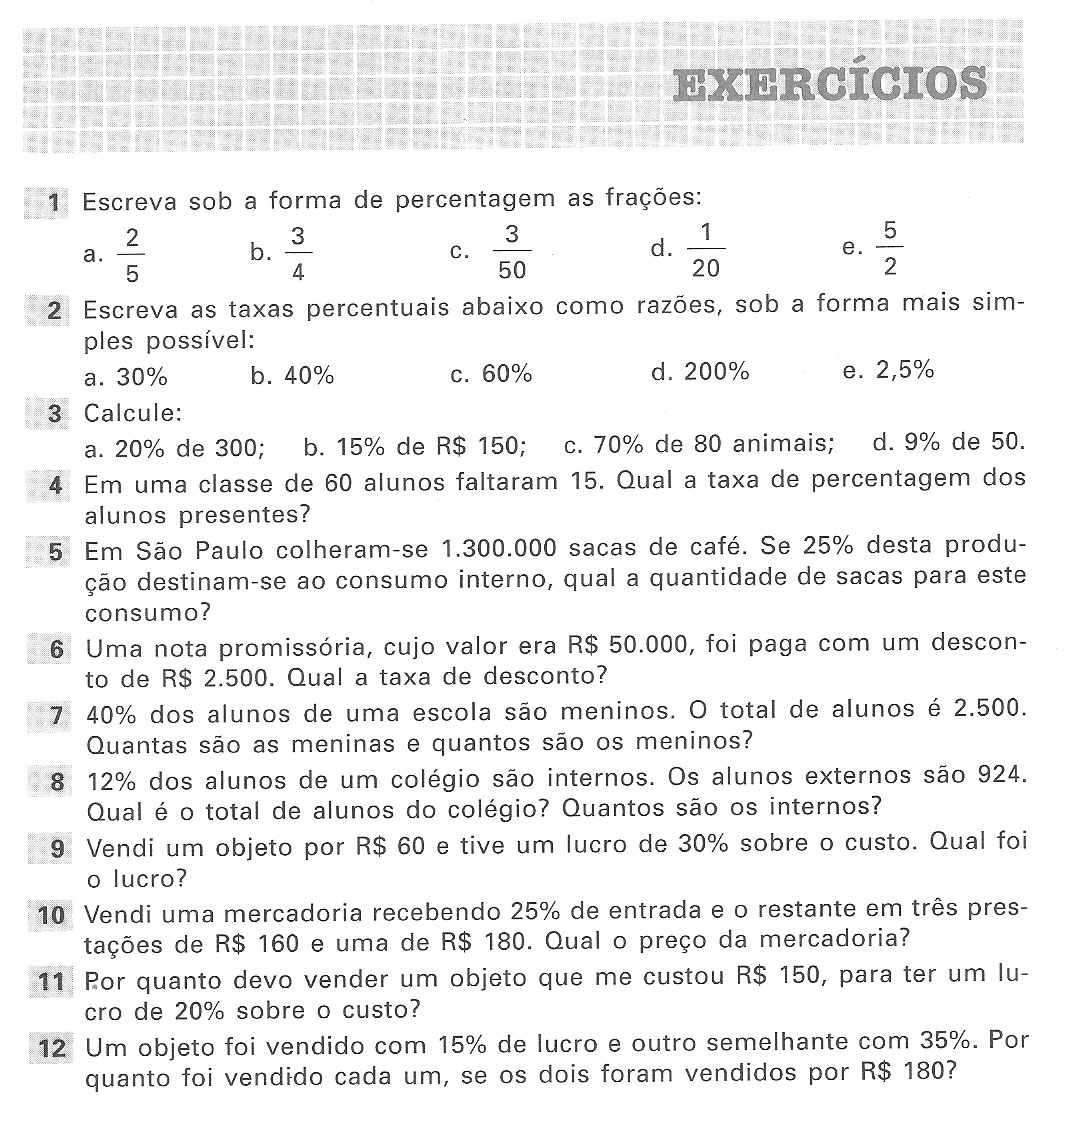 EXERCÍCIOS
1 Escreva sob a forma de percentagem as frações:
a. 2/5 b. 3/4 c. 3/50 d. 1/20 e. 5/2
2 Escreva as taxas percentuais abaixo como razões, sob a forma mais sim-
ples possível:
a. 30% b. 40% c. 60% d. 200% e. 2,5%
3 Calcule:
a. 20% de 300; b. 15% de R$ 150; c. 70% de 80 animais; d. 9% de 50.
4 Em uma classe de 60 alunos faltaram 15. Qual a taxa de percentagem dos
alunos presentes?
5 Em São Paulo colheram-se 1.300.000 sacas de café. Se 25% desta produ-
ção destinam-se ao consumo interno, qual a quantidade de sacas para este
consumo?
6 Uma nota promissória, cujo valor era R$ 50.000, foi paga com um descon-
to de R$ 2.500. Qual a taxa de desconto?
7 40% dos alunos de uma escola são meninos. O total de alunos é 2.500.
Quantas são as meninas e quantos são os meninos?
8 12% dos alunos de um colégio são internos. Os alunos externos são 924.
Qual é o total de alunos do colégio? Quantos são os internos?
9 Vendi um objeto por R$ 60 e tive um lucro de 30% sobre o custo. Qual foi
o lucro?
10 Vendi uma mercadoria recebendo 25% de entrada e o restante em três pres-
tações de R$ 160 e uma de R$ 180. Qual o preço da mercadoria?
11 Por quanto devo vender um objeto que me custou R$ 150, para ter um lu-
cro de 20% sobre o custo?
12 Um objeto foi vendido com 15% de lucro e outro semelhante com 35%. Por
quanto foi vendido cada um, se os dois foram vendidos por R$ 180?